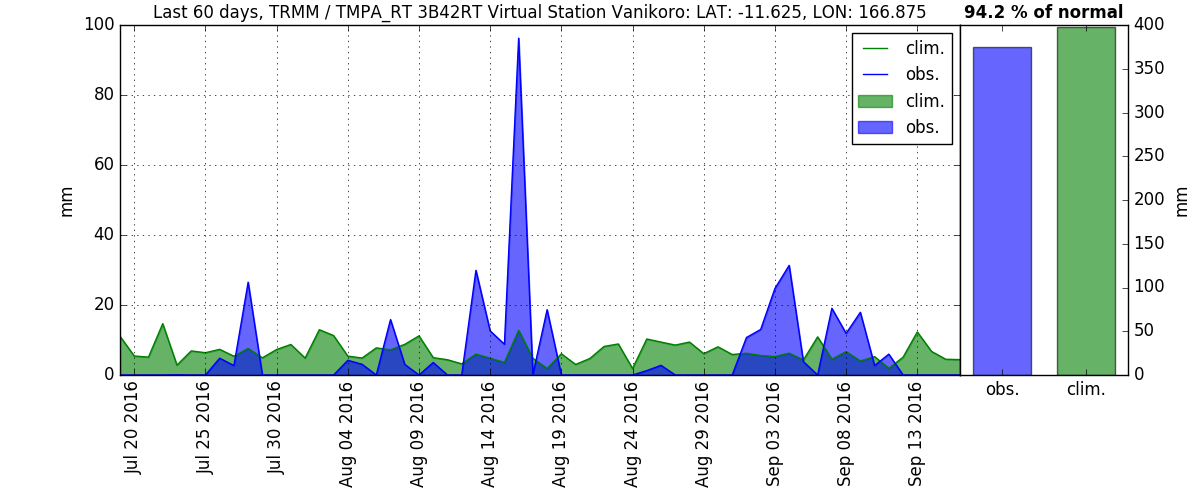 Last 60 days, TRMM / TMPA_RT 3B42RT Virtual Station Vanikoro: LAT: -11.625, LON: 166.875
94.2 % of normal
100
80
60
40
20
0
mm
clim.
obs.
clim.
obs.
Jul 20 2016
Jul 25 2016
Jul 30 2016
Aug 04 2016
Aug 09 2016
Aug 14 2016
Aug 19 2016
Aug 24 2016
Aug 29 2016
Sep 03 2016
Sep 08 2016
Sep 13 2016
400
350
300
250
200
150
100
50
0
mm
obs.
clim.